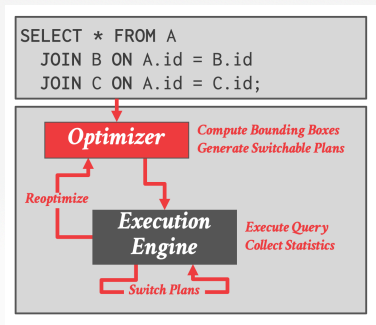 SELECT * FROM A
JOIN B ON A.id = B.id
JOIN C ON A.id = C.id;
Optimizer
Compute Bounding Boxes
Generate Switchable Plans
Reoptimize
Execution
Engine
Execute Query
Collect Statistics
Switch Plans